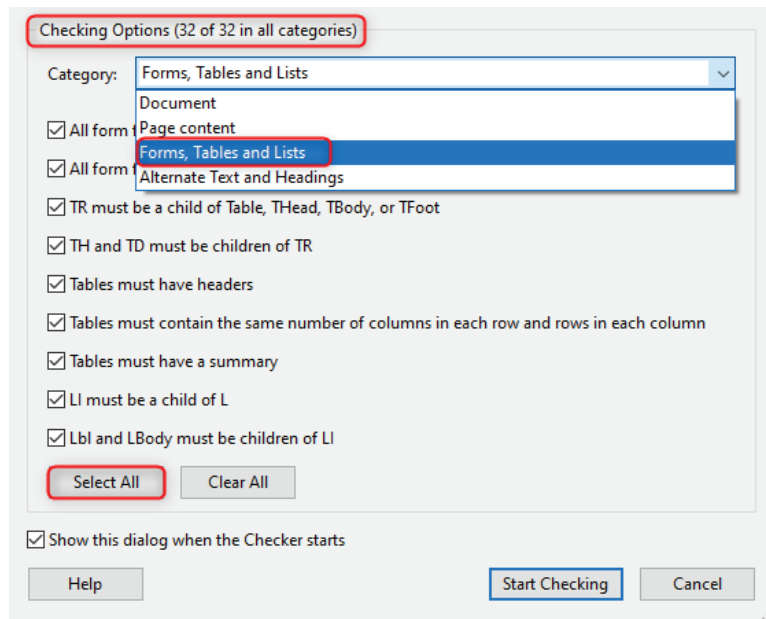 Checking Options (32 of 32 in all categories)
Category: Forms, Tables and Lists
Document
All form Page content
Forms, Tables and Lists
All form Alternate Text and Headings
TR must be a child of Table, THead, TBody, or TFoot
TH and TD must be children of TR
Tables must have headers
Tables must contain the same number of columns in each row and rows in each column
Tables must have a summary
LI must be a child of L
Lbl and LBody must be children of LI
Select All Clear All
Show this dialog when the Checker starts
Help Start Checking Cancel